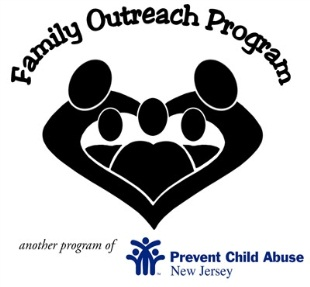 Family Outreach Program
another program of
Prevent Child Abuse
New Jersey